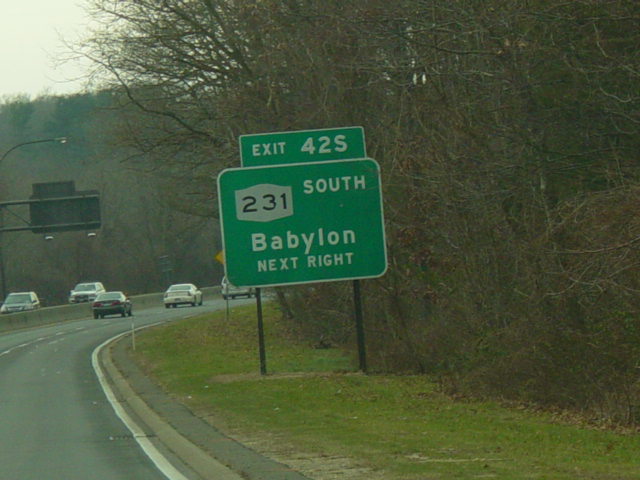 EXIT 42S
231 SOUTH
Babylon
NEXT RIGHT